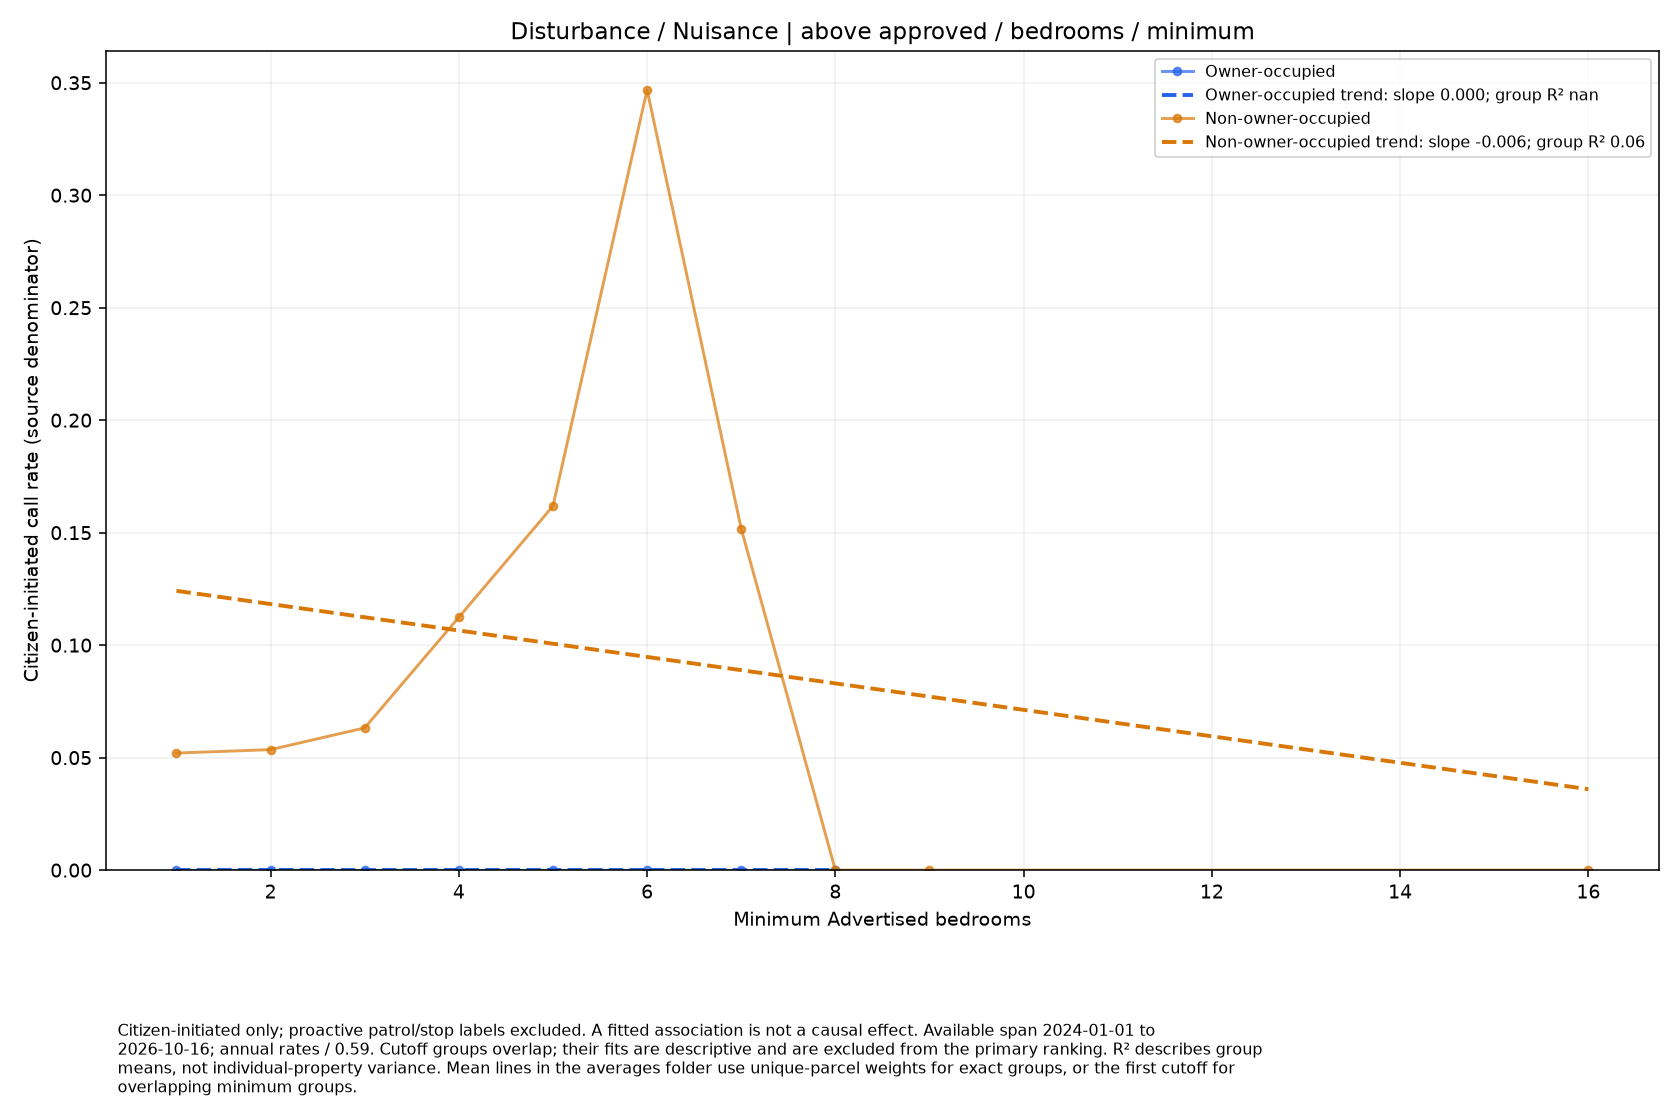 Disturbance / Nuisance | above approved / bedrooms / minimum
Owner-occupied
Owner-occupied trend: slope 0.000; group R² nan
Non-owner-occupied
Non-owner-occupied trend: slope -0.006; group R² 0.06
Citizen-initiated call rate (source denominator)
0.35
0.30
0.25
0.20
0.15
0.10
0.05
0.00
2 4 6 8 10 12 14 16
Minimum Advertised bedrooms
Citizen-initiated only; proactive patrol/stop labels excluded. A fitted association is not a causal effect. Available span 2024-01-01 to
2026-10-16; annual rates / 0.59. Cutoff groups overlap; their fits are descriptive and are excluded from the primary ranking. R² describes group
means, not individual-property variance. Mean lines in the averages folder use unique-parcel weights for exact groups, or the first cutoff for
overlapping minimum groups.